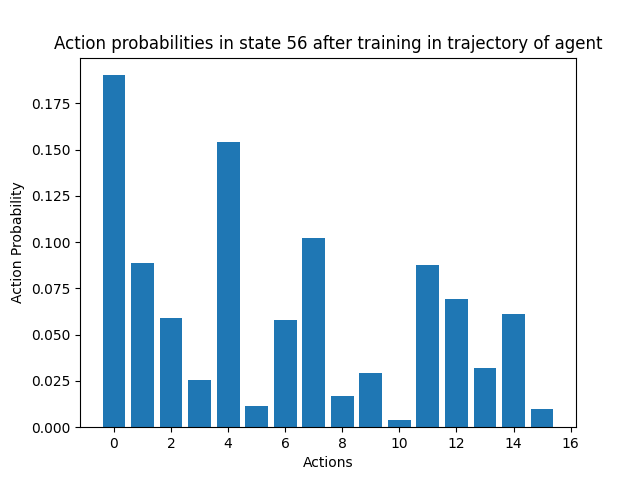 Action probabilities in state 56 after training in trajectory of agent
0.175
0.150
0.125
0.100
0.075
0.050
0.025
0.000
Action Probability
0 2 4 6 8 10 12 14 16
Actions